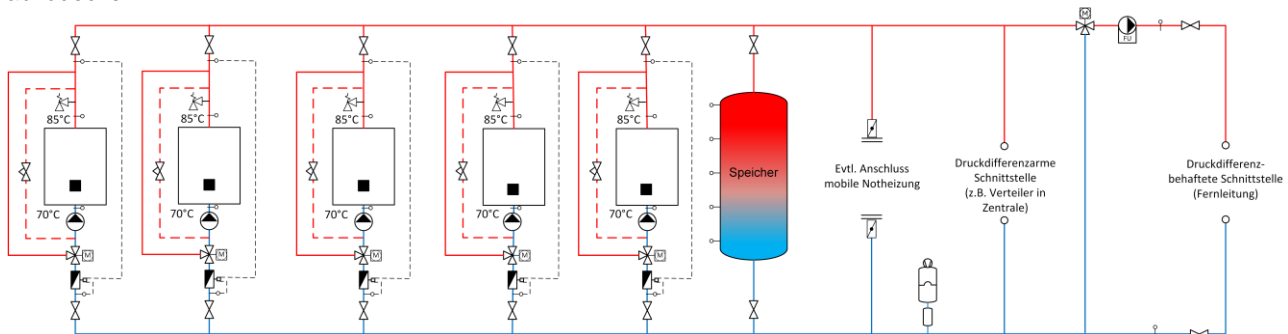 M
FU
85°C
85°C
85°C
85°C
85°C
Speicher
Evtl. Anschluss
mobile Notheizung
Druckdifferenzarme
Schnittstelle
(z.B. Verteiler in
Zentrale)
Druckdifferenz-
behaftete Schnittstelle
(Fernleitung)
70°C
70°C
70°C
70°C
70°C
M
M
M
M
M